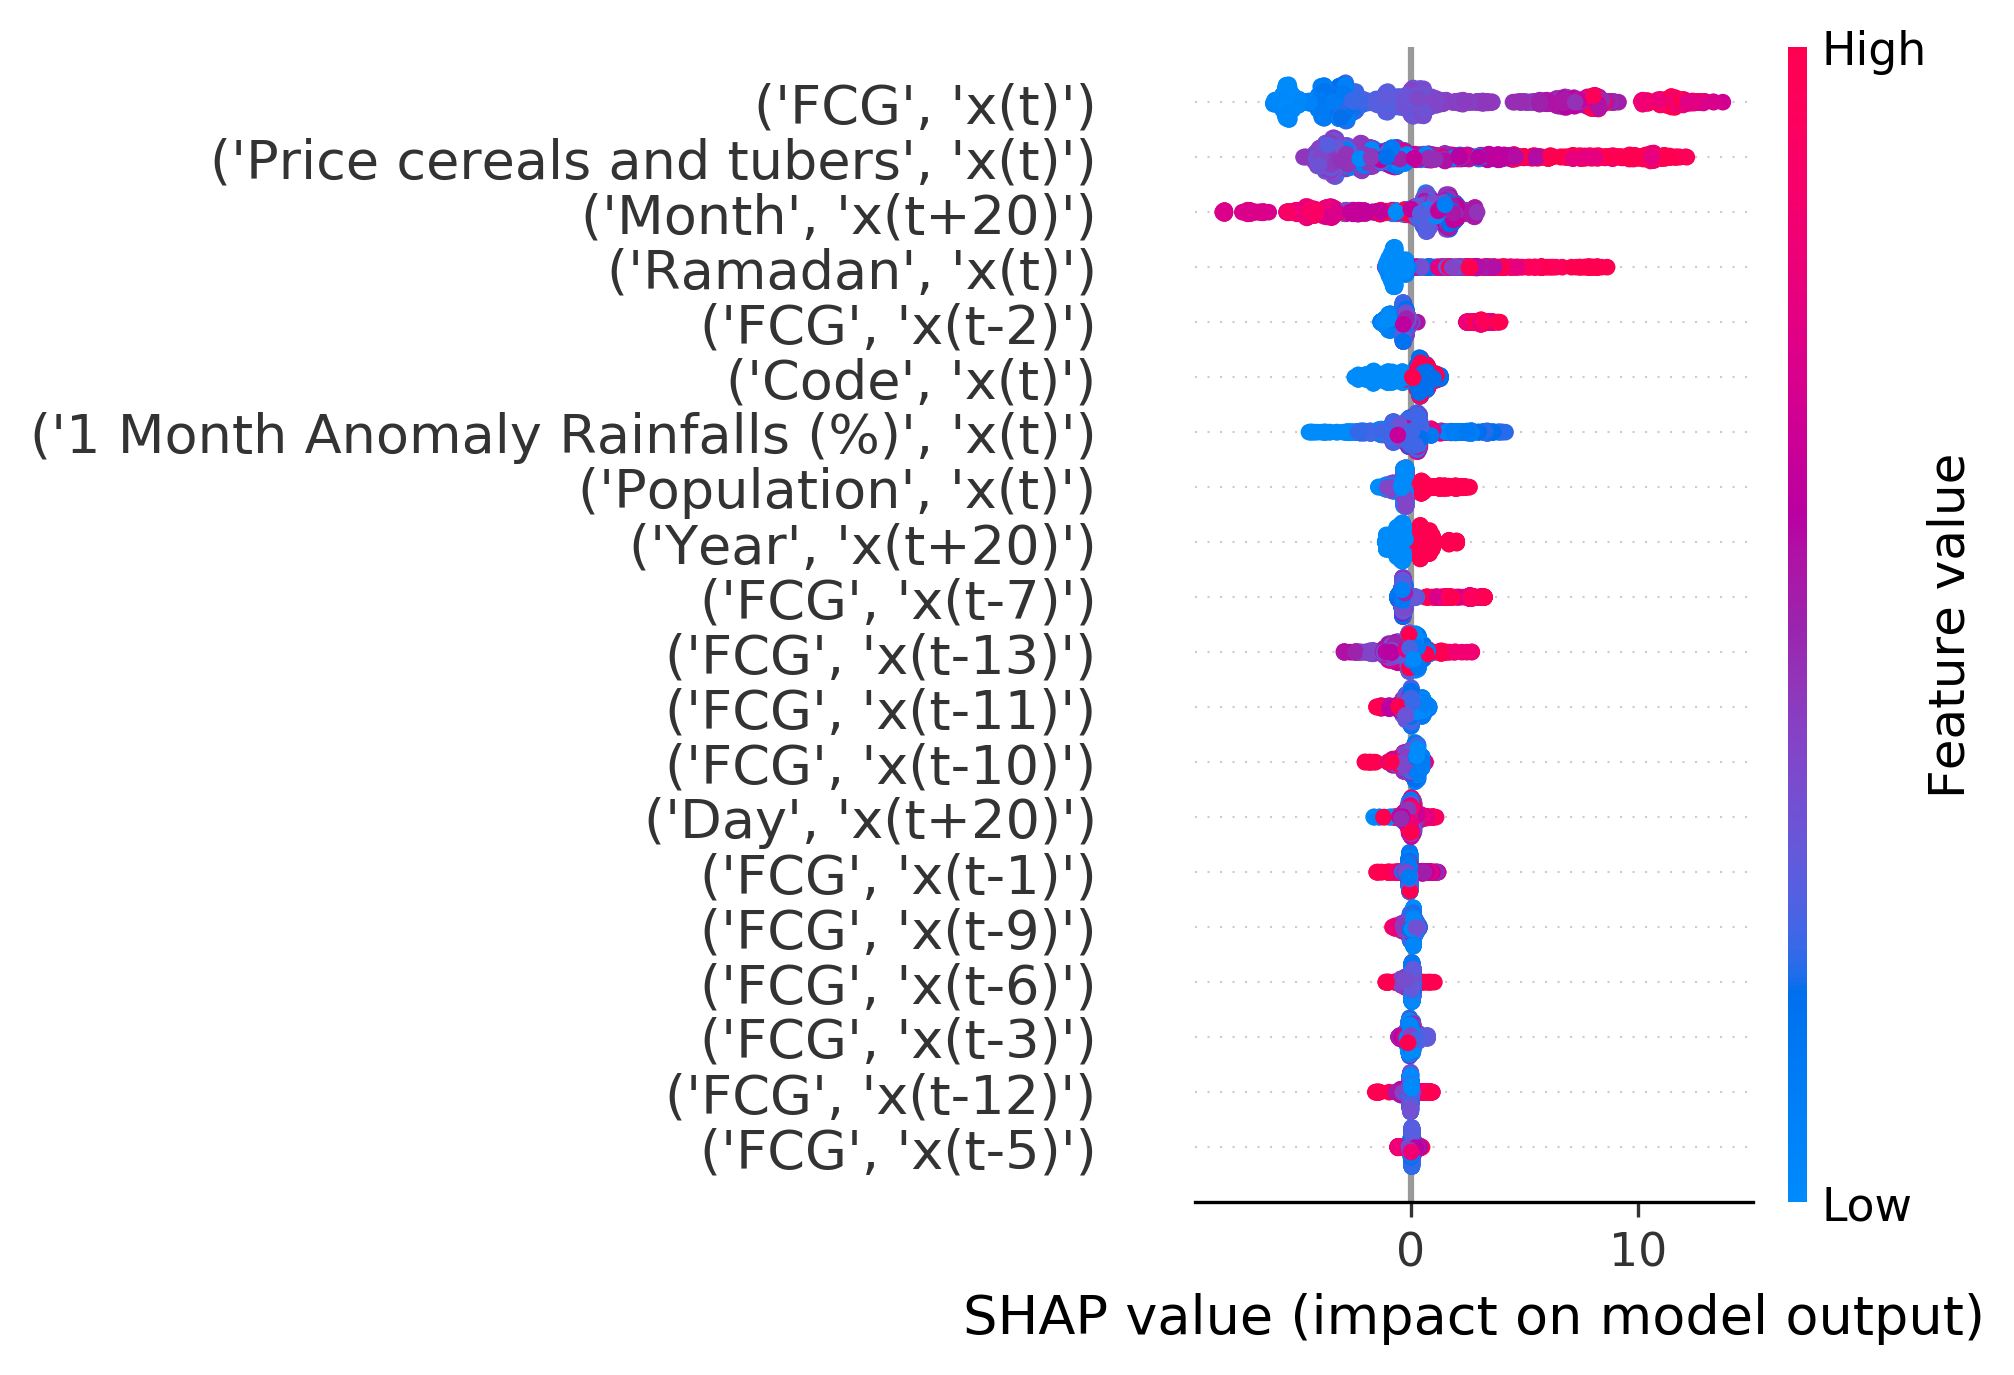 High
('FCG', 'x(t)')
('Price cereals and tubers', 'x(t)')
('Month', 'x(t+20)')
('Ramadan', 'x(t)')
('FCG', 'x(t-2)')
('Code', 'x(t)')
('1 Month Anomaly Rainfalls (%)', 'x(t)')
('Population', 'x(t)')
('Year', 'x(t+20)')
('FCG', 'x(t-7)')
('FCG', 'x(t-13)')
('FCG', 'x(t-11)')
('FCG', 'x(t-10)')
('Day', 'x(t+20)')
('FCG', 'x(t-1)')
('FCG', 'x(t-9)')
('FCG', 'x(t-6)')
('FCG', 'x(t-3)')
('FCG', 'x(t-12)')
('FCG', 'x(t-5)')
Feature value
Low
0 10
SHAP value (impact on model output)